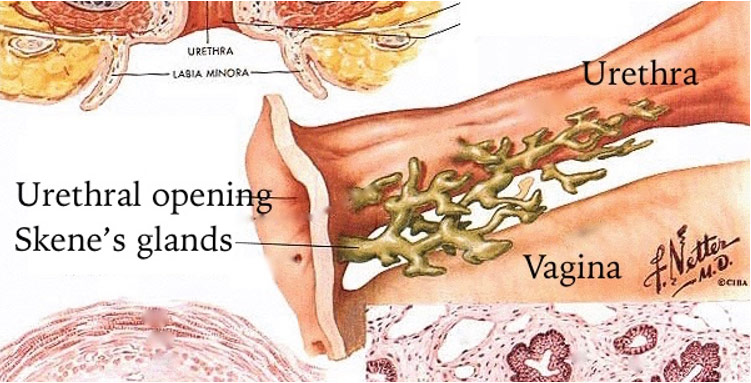 URETHRA
LABIA MINORA
Urethra
Urethral opening
Skene's glands
Vagina
F. Netter
M.D.
©CIBA